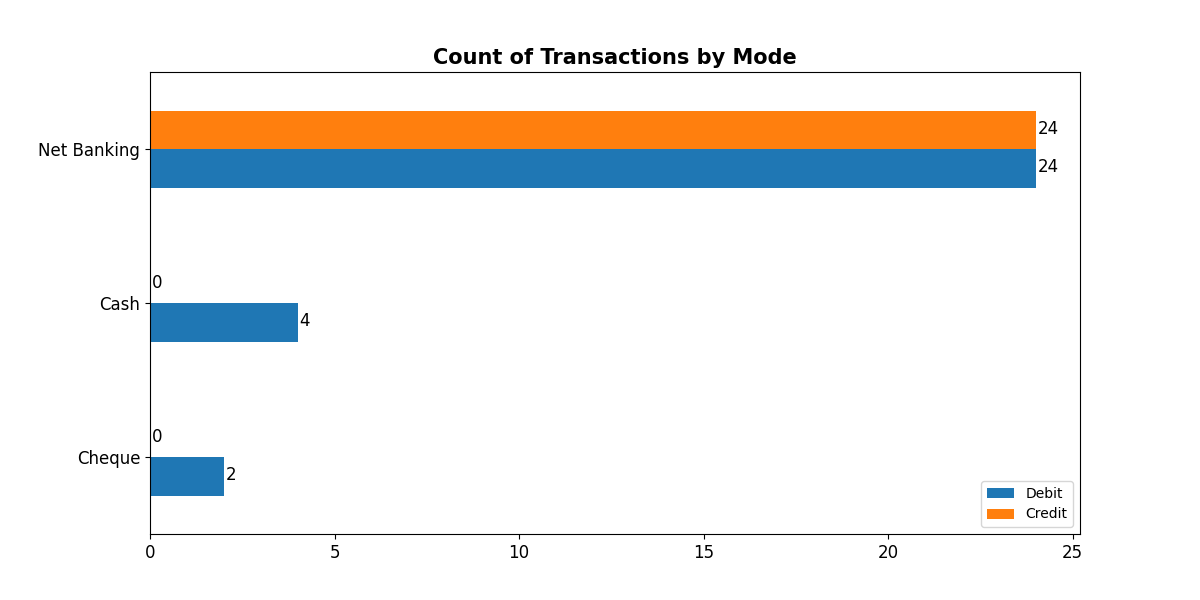 Count of Transactions by Mode
Net Banking
24
24
Cash
0
4
Cheque
0
2
Debit
Credit
0 5 10 15 20 25